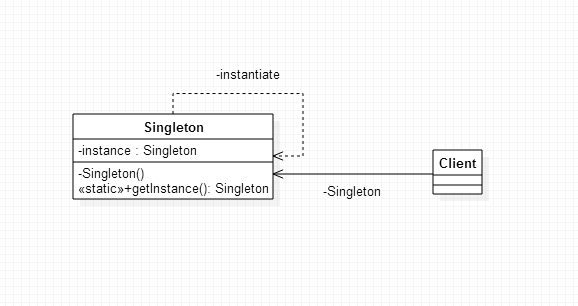 -instantiate
Singleton
-instance : Singleton
-Singleton()
«static»+getInstance(): Singleton
Client
-Singleton